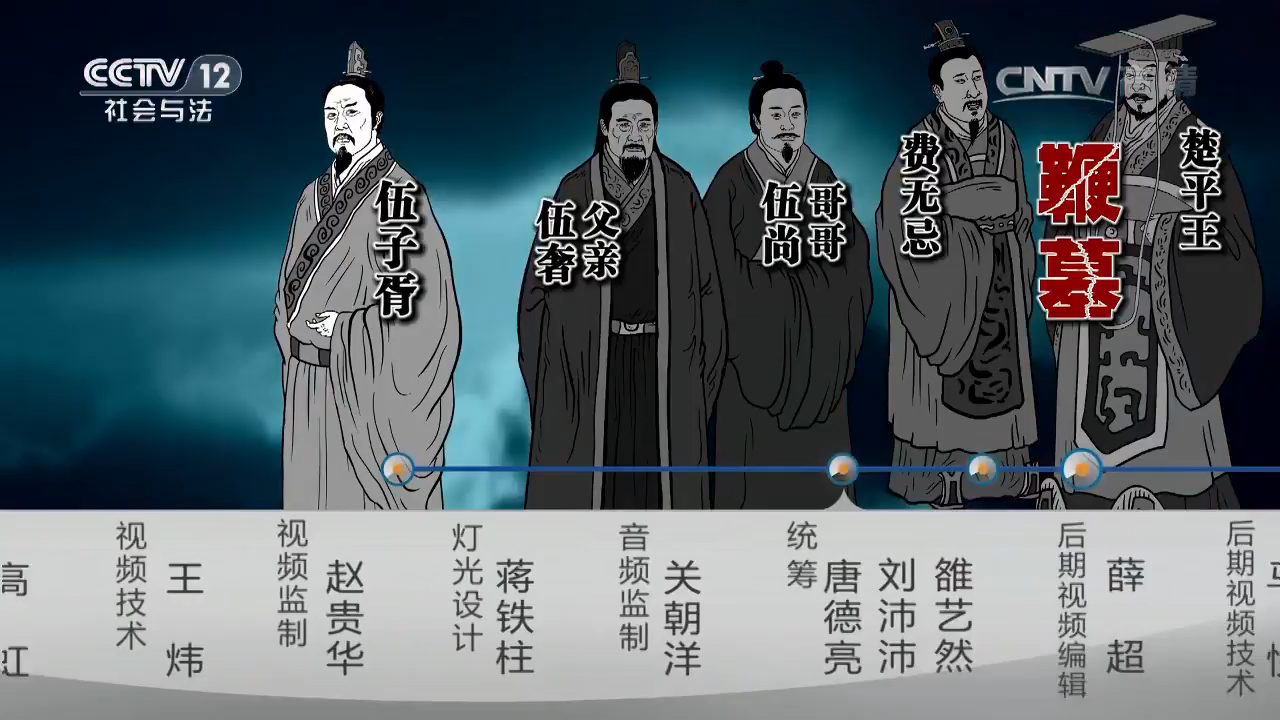 CCTV 12
社会与法
CNTV
伍子胥
父亲
伍奢
哥哥
伍尚
费无忌
鞭墓
楚平王
高虹
视频技术
王炜
视频监制
赵贵华
灯光设计
蒋铁柱
音频监制
关朝洋
统筹
唐德亮
刘沛沛
雒艺然
后期视频编辑
薛超
后期视频技术